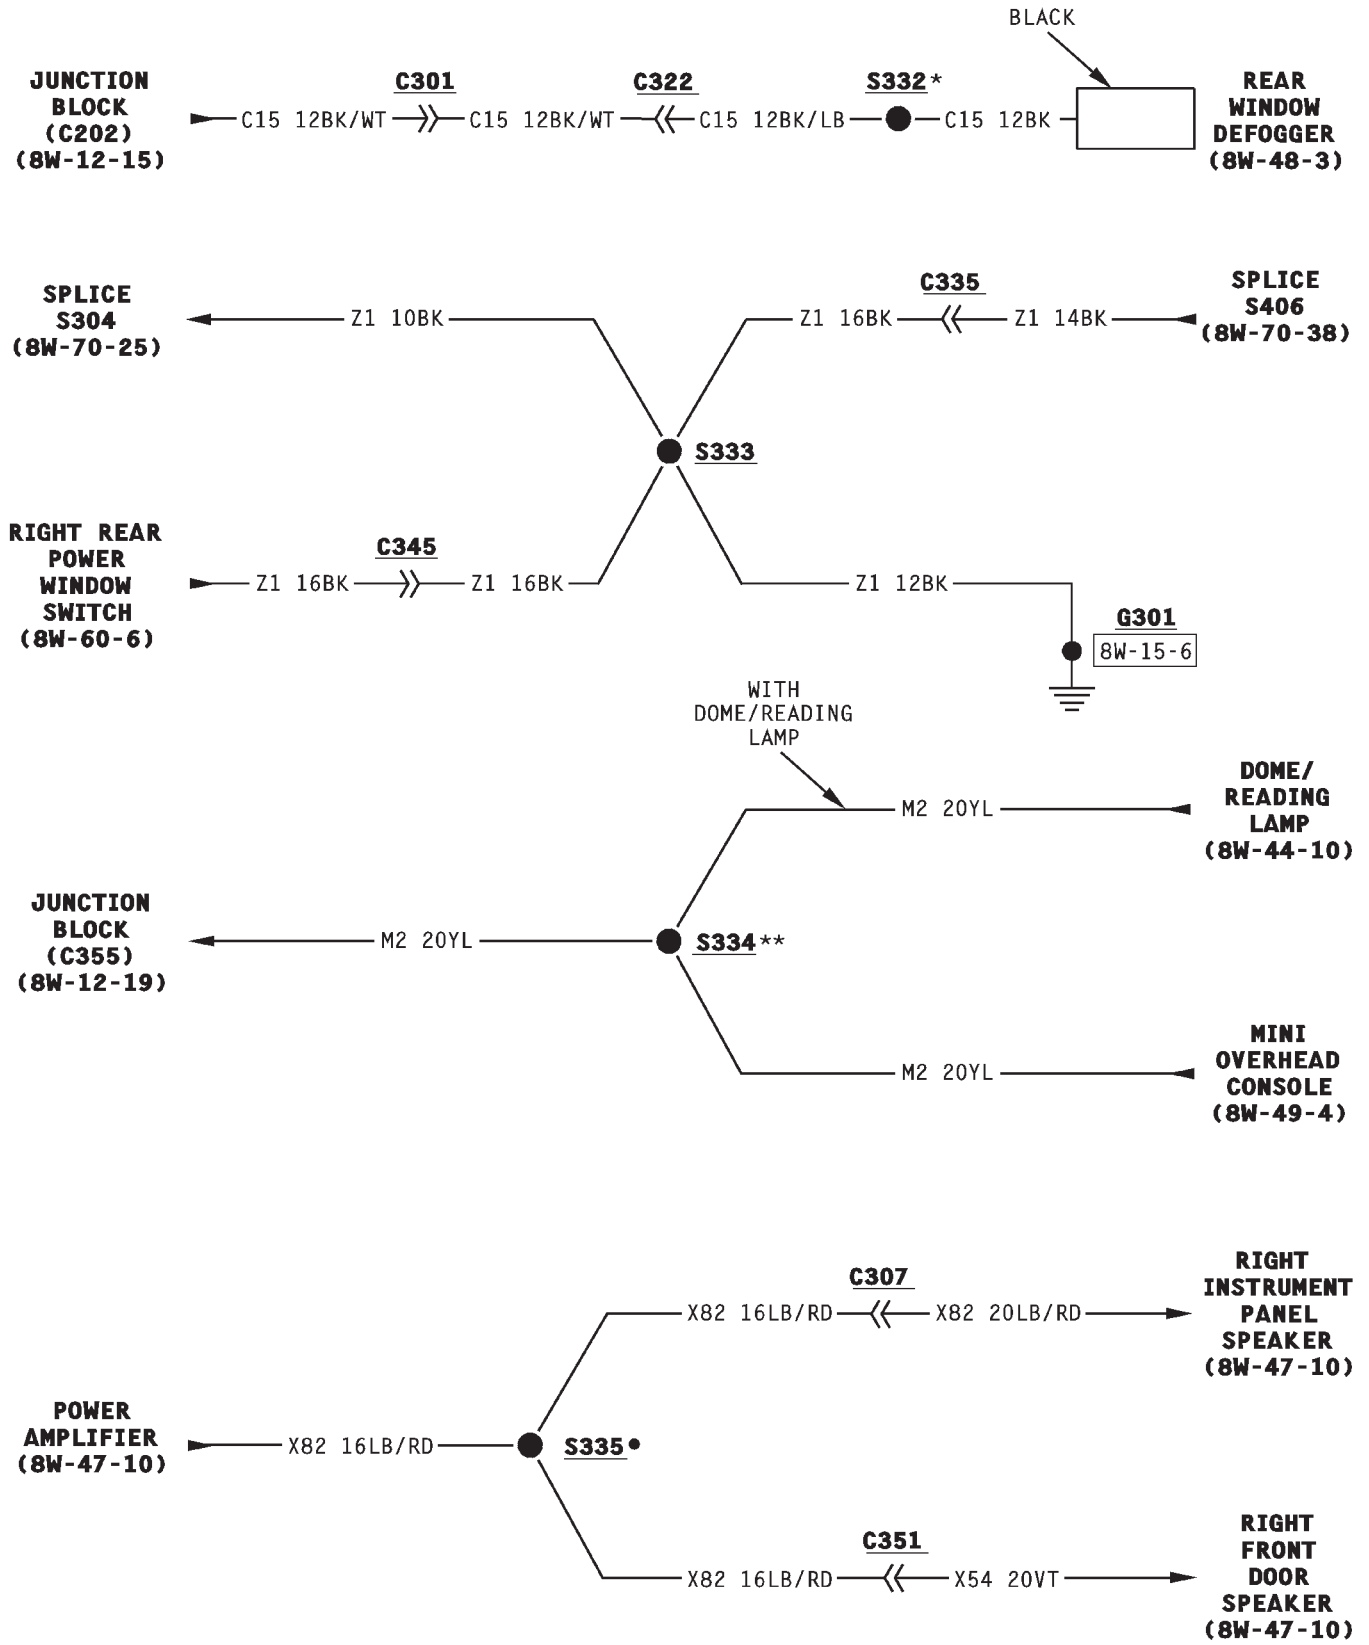 BLACK
JUNCTION
BLOCK
(C202)
(8W-12-15)
C301
C322
S332*
C15 12BK/WT
C15 12BK/WT
C15 12BK/LB
C15 12BK
REAR
WINDOW
DEFOGGER
(8W-48-3)
SPLICE
S304
(8W-70-25)
Z1 10BK
C335
Z1 16BK
Z1 14BK
SPLICE
S406
(8W-70-38)
S333
RIGHT REAR
POWER
WINDOW
SWITCH
(8W-60-6)
C345
Z1 16BK
Z1 16BK
Z1 12BK
G301
8W-15-6
WITH
DOME/READING
LAMP
M2 20YL
DOME/
READING
LAMP
(8W-44-10)
JUNCTION
BLOCK
(C355)
(8W-12-19)
M2 20YL
S334**
M2 20YL
MINI
OVERHEAD
CONSOLE
(8W-49-4)
C307
X82 16LB/RD
X82 20LB/RD
RIGHT
INSTRUMENT
PANEL
SPEAKER
(8W-47-10)
POWER
AMPLIFIER
(8W-47-10)
X82 16LB/RD
S335•
C351
X82 16LB/RD
X54 20VT
RIGHT
FRONT
DOOR
SPEAKER
(8W-47-10)